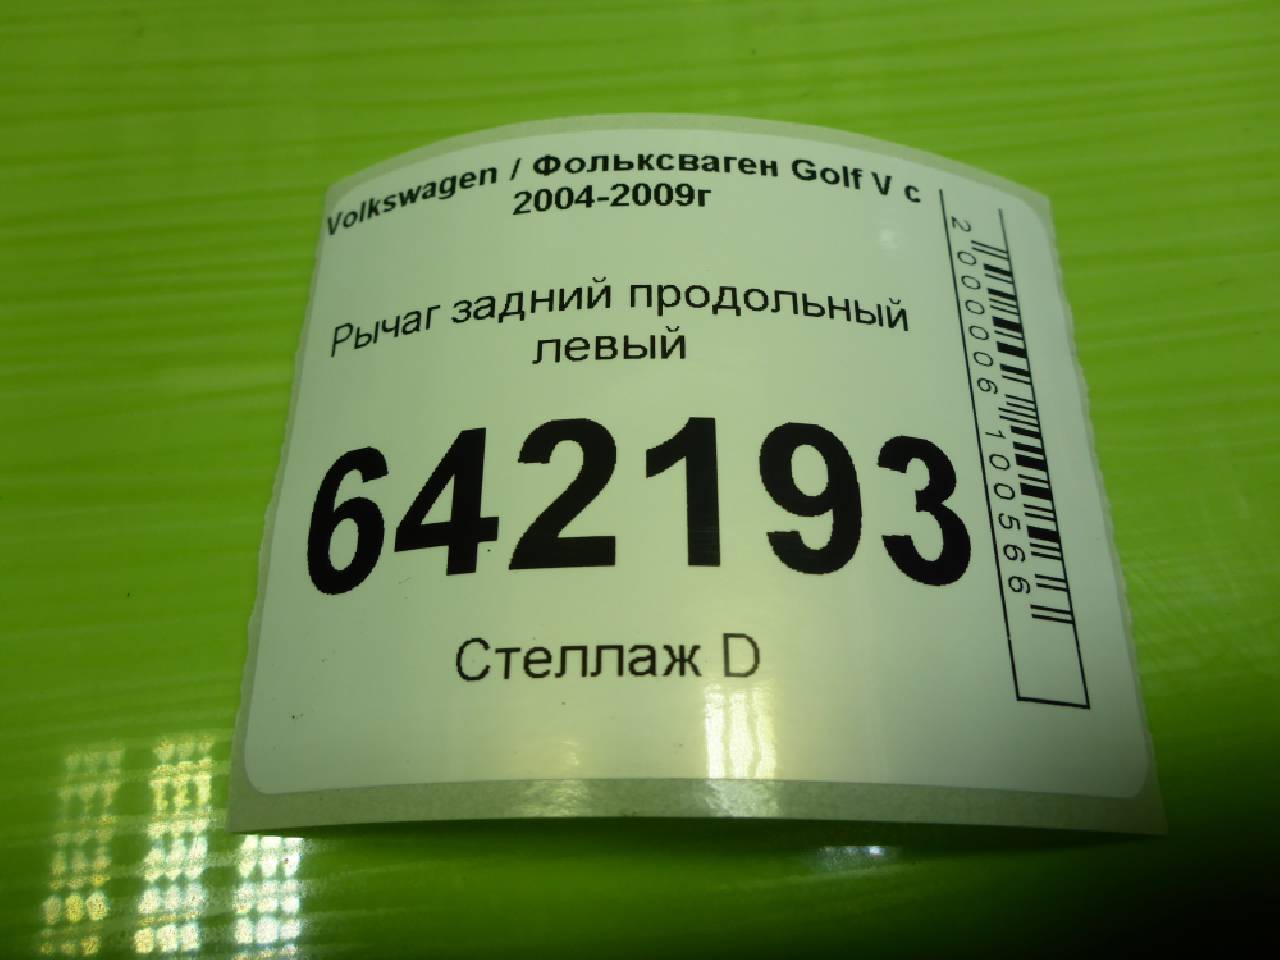 Volkswagen / Фольксваген Golf V с
2004-2009г
Рычаг задний продольный
левый
642193
Стеллаж D
2000006100566